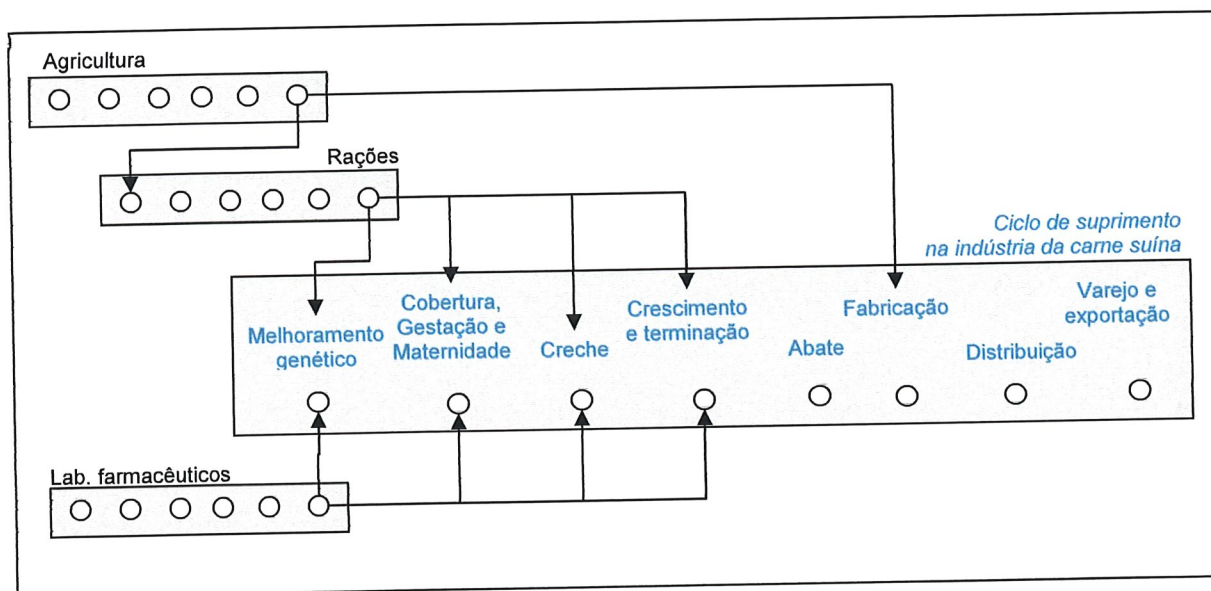 Agricultura
Rações
Ciclo de suprimento
na indústria da carne suína
Melhoramento
genético
Cobertura,
Gestação e
Maternidade
Creche
Crescimento
e terminação
Abate
Fabricação
Distribuição
Varejo e
exportação
Lab. farmacêuticos